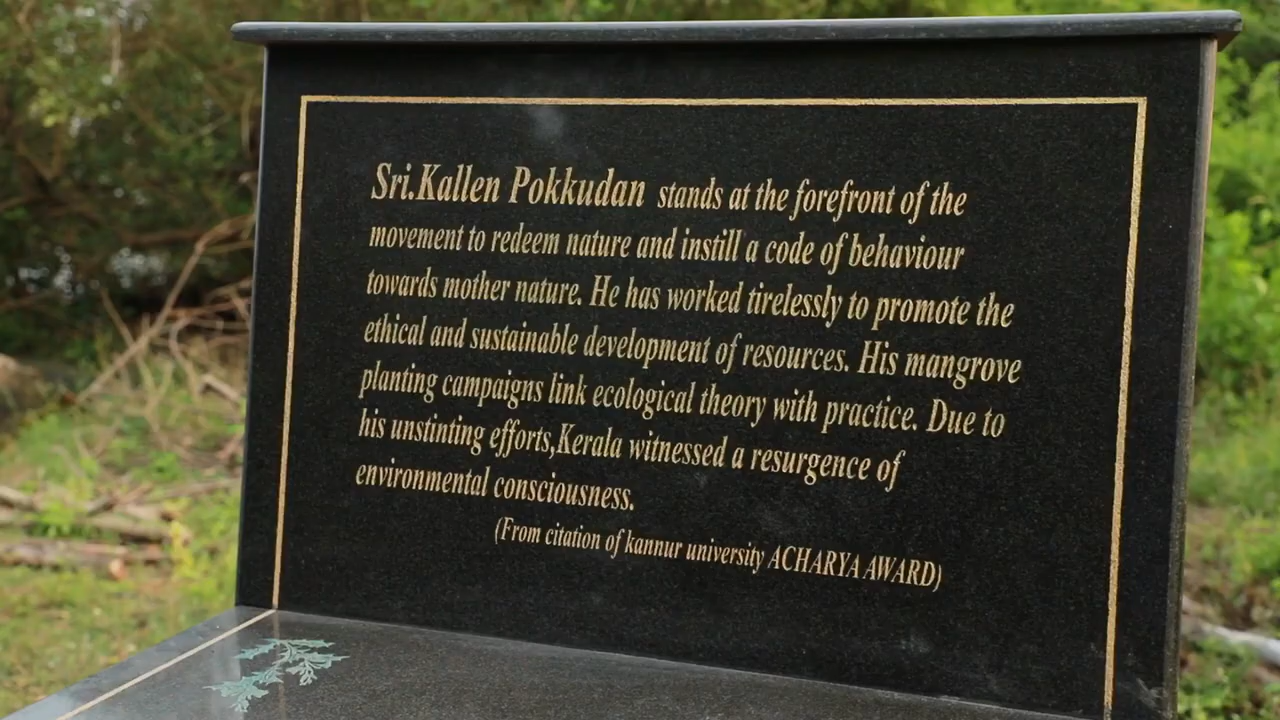 Sri.Kallen Pokkudan stands at the forefront of the
movement to redeem nature and instill a code of behaviour
towards mother nature. He has worked tirelessly to promote the
ethical and sustainable development of resources. His mangrove
planting campaigns link ecological theory with practice. Due to
his unstinting efforts,Kerala witnessed a resurgence of
environmental consciousness.
(From citation of kannur university ACHARYA AWARD)